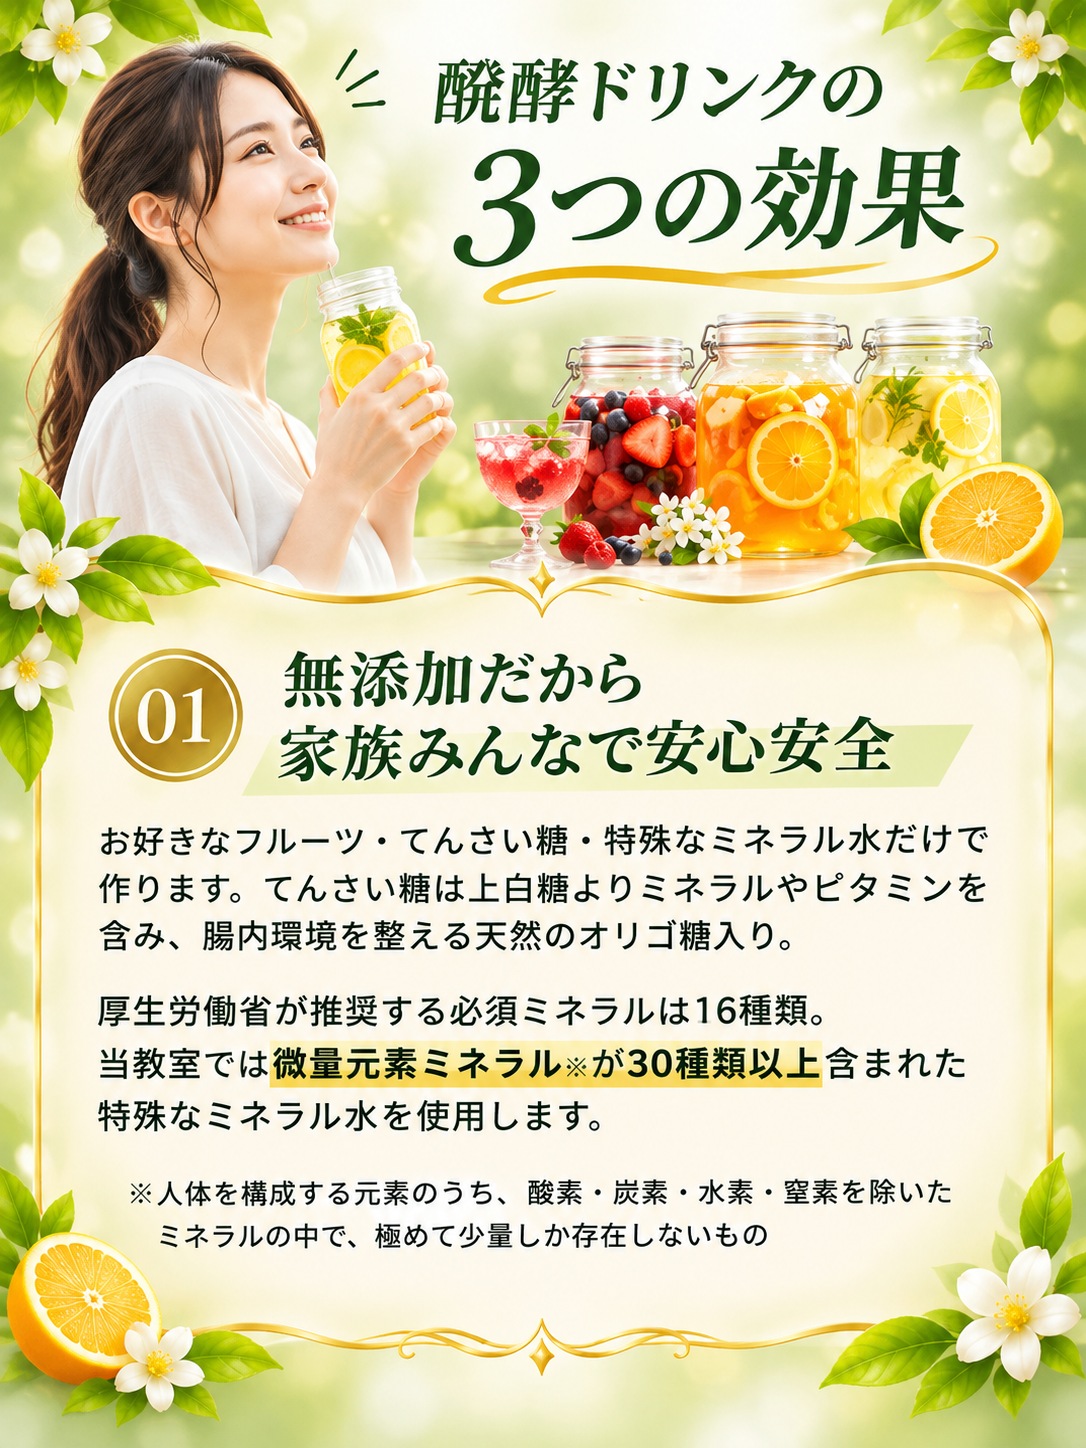 醗酵ドリンクの
3つの効果
01
無添加だから
家族みんなで安心安全
お好きなフルーツ・てんさい糖・特殊なミネラル水だけで
作ります。てんさい糖は上白糖よりミネラルやビタミンを
含み、腸内環境を整える天然のオリゴ糖入り。
厚生労働省が推奨する必須ミネラルは16種類。
当教室では微量元素ミネラル※が30種類以上含まれた
特殊なミネラル水を使用します。
※人体を構成する元素のうち、酸素・炭素・水素・窒素を除いた
ミネラルの中で、極めて少量しか存在しないもの